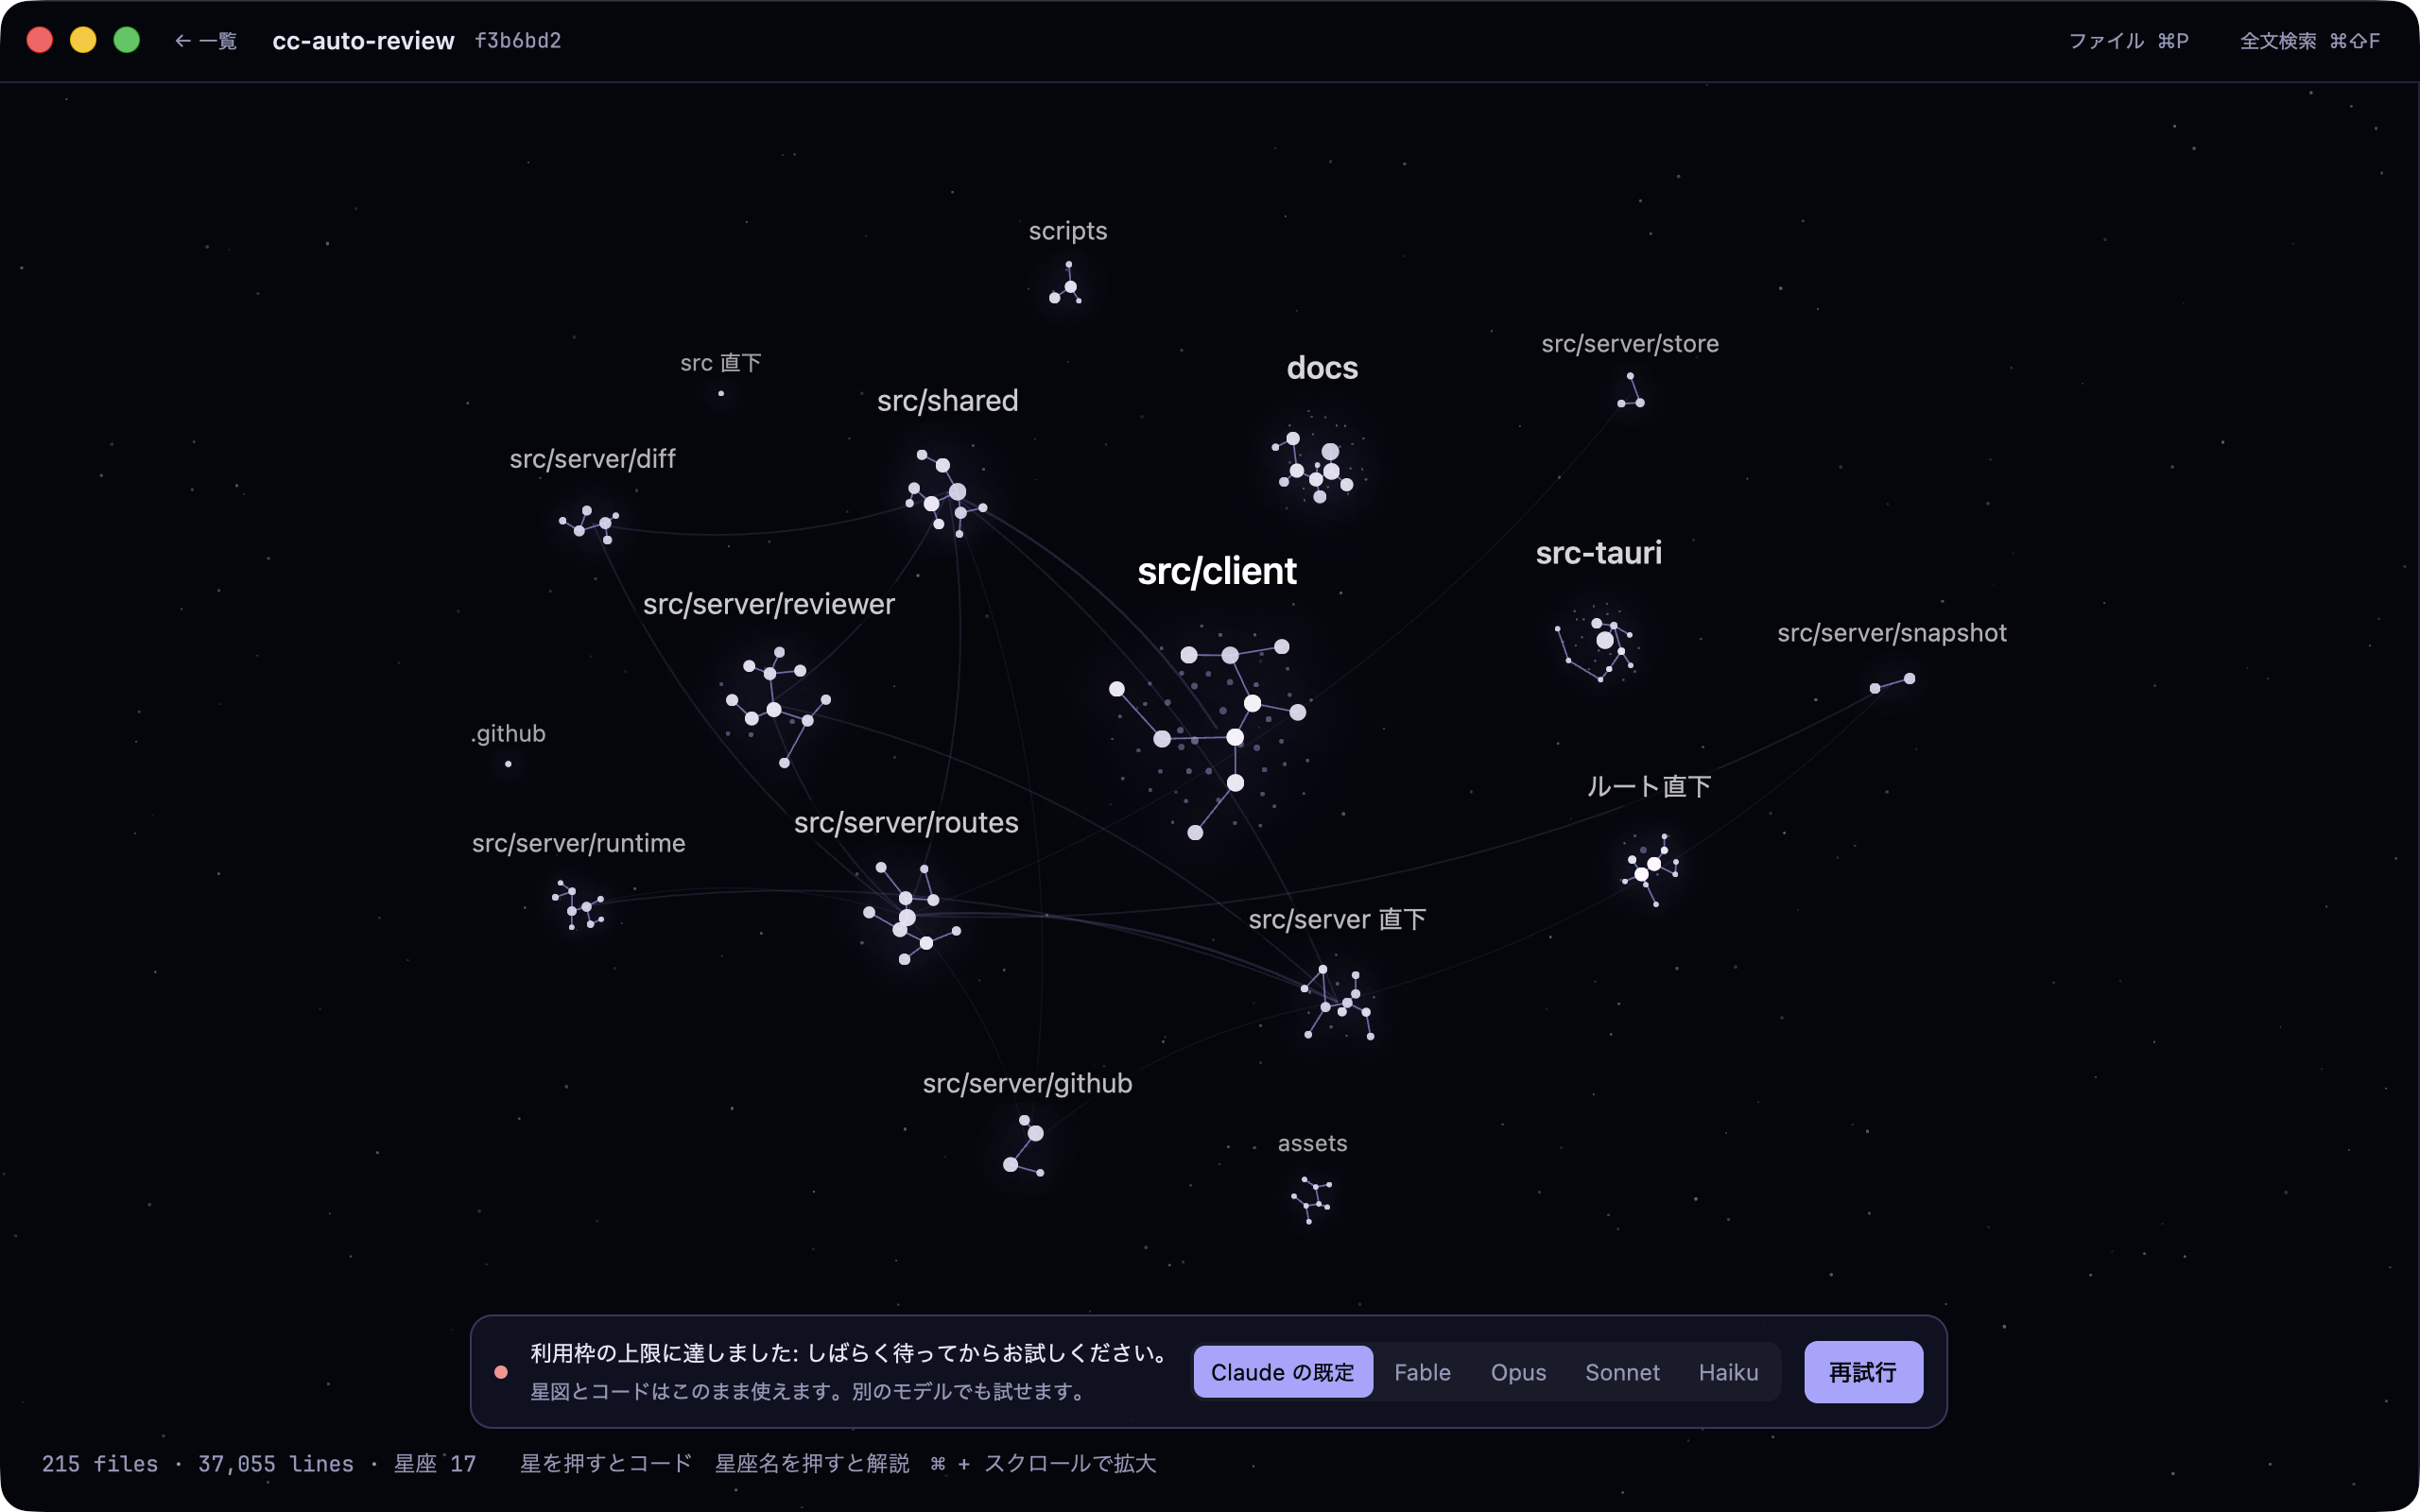 ← 一覧 cc-auto-review f3b6bd2 ファイル ⌘P 全文検索 ⌘⇧F
scripts
src/server/store
src 直下
docs
src/shared
src/server/diff
src-tauri
src/client
src/server/reviewer
src/server/snapshot
.github
ルート直下
src/server/routes
src/server/runtime
src/server 直下
src/server/github
assets
利用枠の上限に達しました: しばらく待ってからお試しください。
星図とコードはこのまま使えます。別のモデルでも試せます。
Claude の既定 Fable Opus Sonnet Haiku 再試行
215 files · 37,055 lines · 星座 17 星を押すとコード 星座名を押すと解説 ⌘ + スクロールで拡大